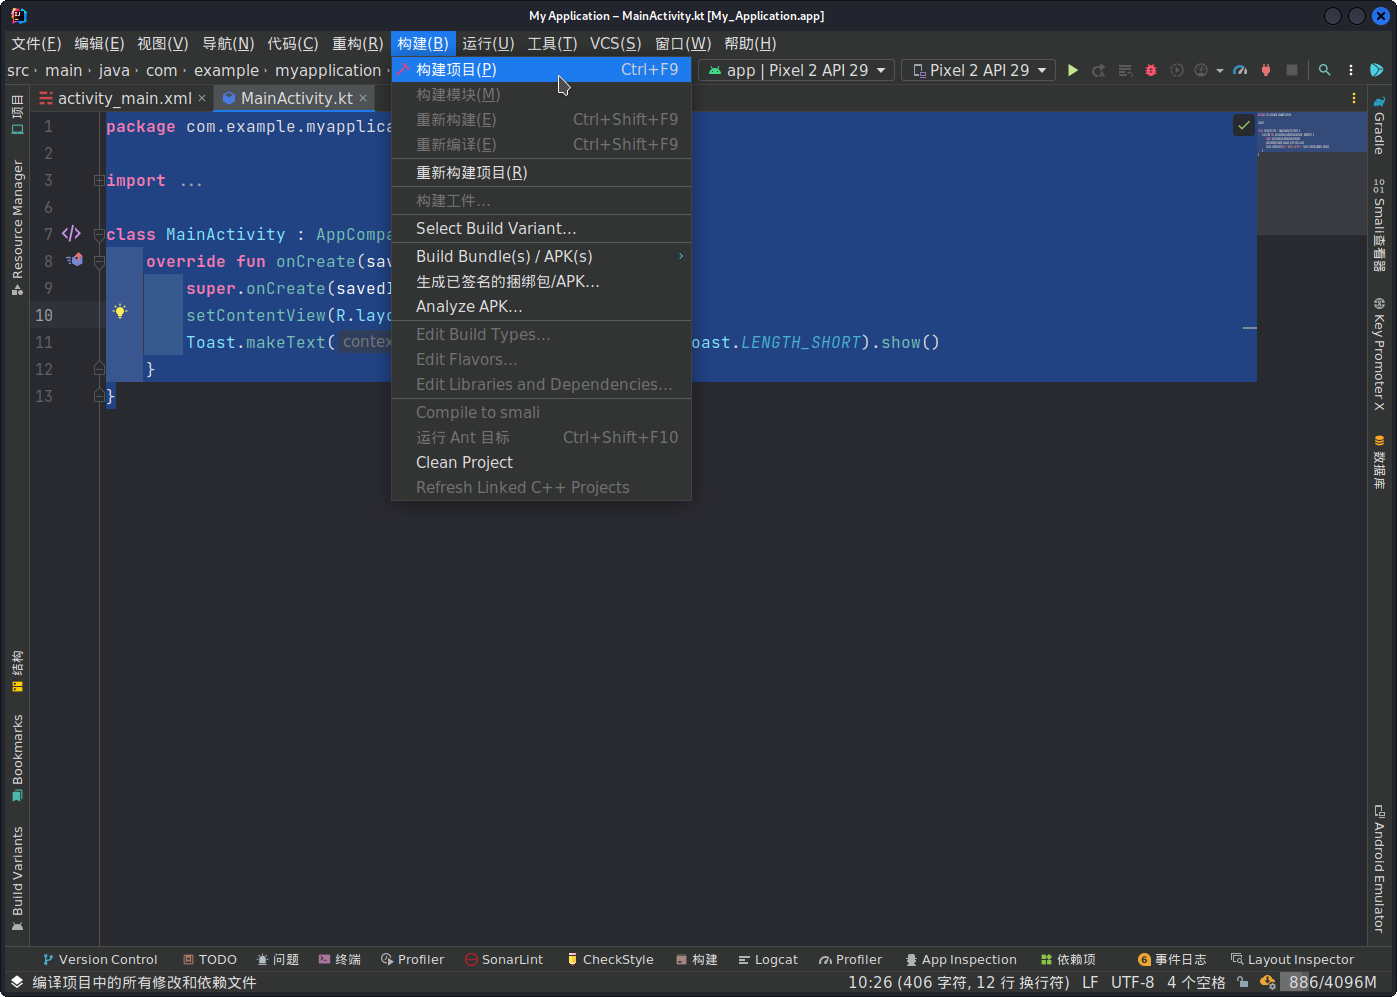 My Application – MainActivity.kt [My_Application.app]
文件(F) 编辑(E) 视图(V) 导航(N) 代码(C) 重构(R) 构建(B) 运行(U) 工具(T) VCS(S) 窗口(W) 帮助(H)
src › main › java › com › example › myapplication ›
app | Pixel 2 API 29
Pixel 2 API 29
activity_main.xml
MainActivity.kt
构建项目(P) Ctrl+F9
构建模块(M)
重新构建(E) Ctrl+Shift+F9
重新编译(E) Ctrl+Shift+F9
重新构建项目(R)
构建工件...
Select Build Variant...
Build Bundle(s) / APK(s)
生成已签名的捆绑包/APK...
Analyze APK...
Edit Build Types...
Edit Flavors...
Edit Libraries and Dependencies...
Compile to smali
运行 Ant 目标 Ctrl+Shift+F10
Clean Project
Refresh Linked C++ Projects
1 package com.example.myapplica
2
3 import ...
6
7 class MainActivity : AppCompa
8 override fun onCreate(sav
9 super.onCreate(savedI
10 setContentView(R.layo
11 Toast.makeText( contex oast.LENGTH_SHORT).show()
12 }
13 }
项目
Resource Manager
结构
Bookmarks
Build Variants
Gradle
Smali查看器
Key Promoter X
数据库
Android Emulator
Version Control TODO 问题 终端 Profiler SonarLint CheckStyle 构建 Logcat Profiler App Inspection 依赖项 6 事件日志 Layout Inspector
编译项目中的所有修改和依赖文件 10:26 (406 字符, 12 行 换行符) LF UTF-8 4 个空格 886/4096M